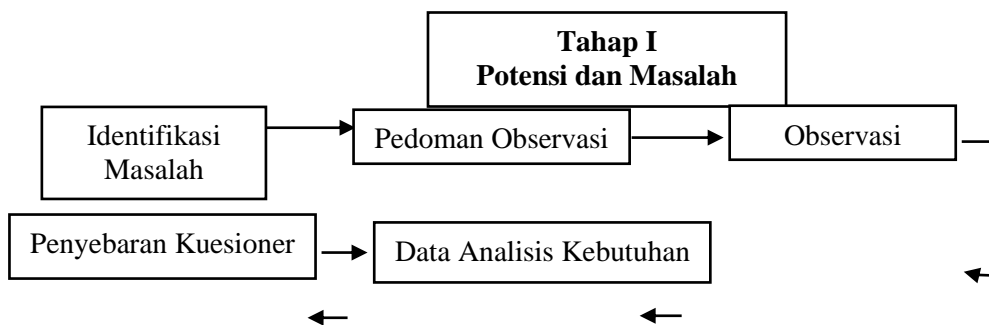 Tahap I
Potensi dan Masalah
Identifikasi
Masalah
Pedoman Observasi
Observasi
Penyebaran Kuesioner
Data Analisis Kebutuhan